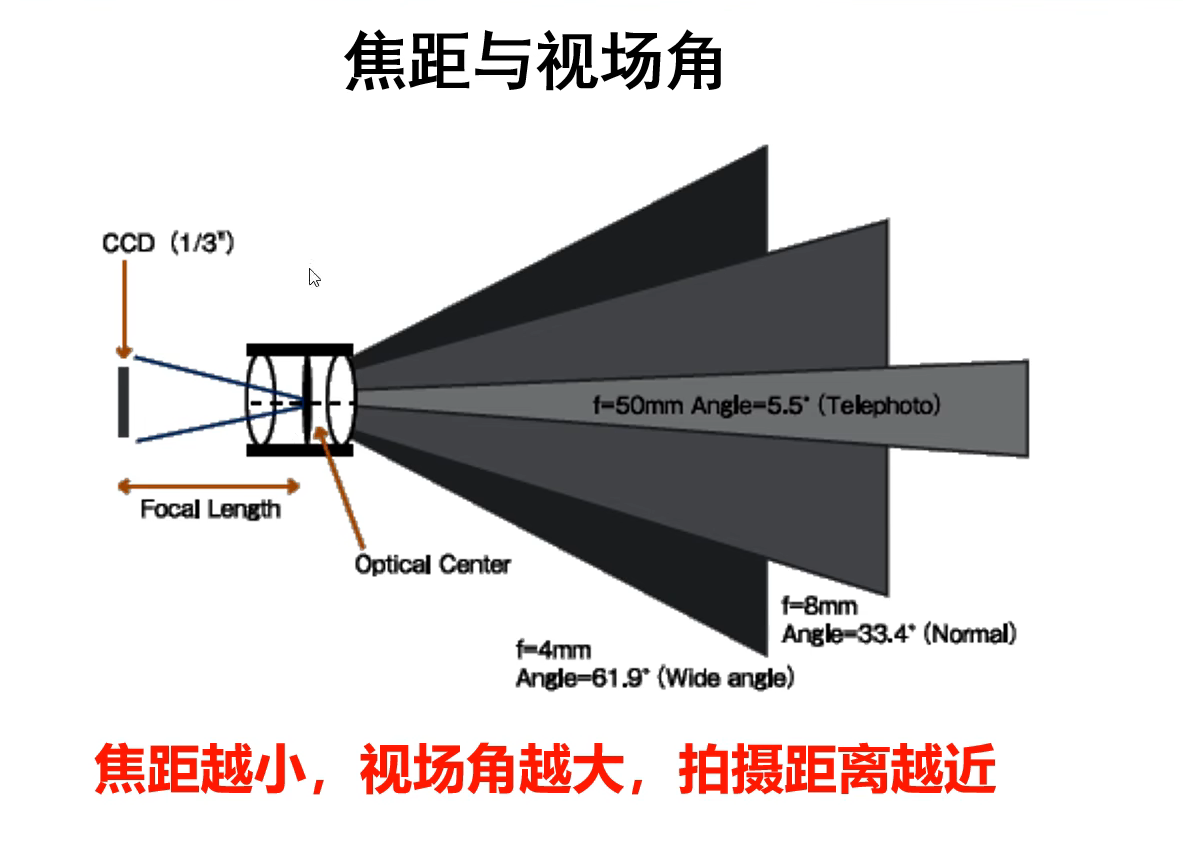 焦距与视场角
CCD (1/3")
f=50mm Angle=5.5° (Telephoto)
Focal Length
Optical Center
f=8mm
Angle=33.4° (Normal)
f=4mm
Angle=61.9° (Wide angle)
焦距越小，视场角越大，拍摄距离越近